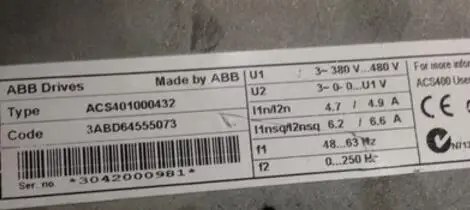 ABB Drives Made by ABB
Type ACS401000432
Code 3ABD64555073
Ser. no. *3042000981*
U1 3~ 380 V...480 V
U2 3~ 0-0...U1 V
I1n/I2n 4.7 / 4.9 A
I1nsq/I2nsq 6.2 / 6.6 A
f1 48...63 Hz
f2 0...250 Hz
For more infor
ACS400 User
CE
N713